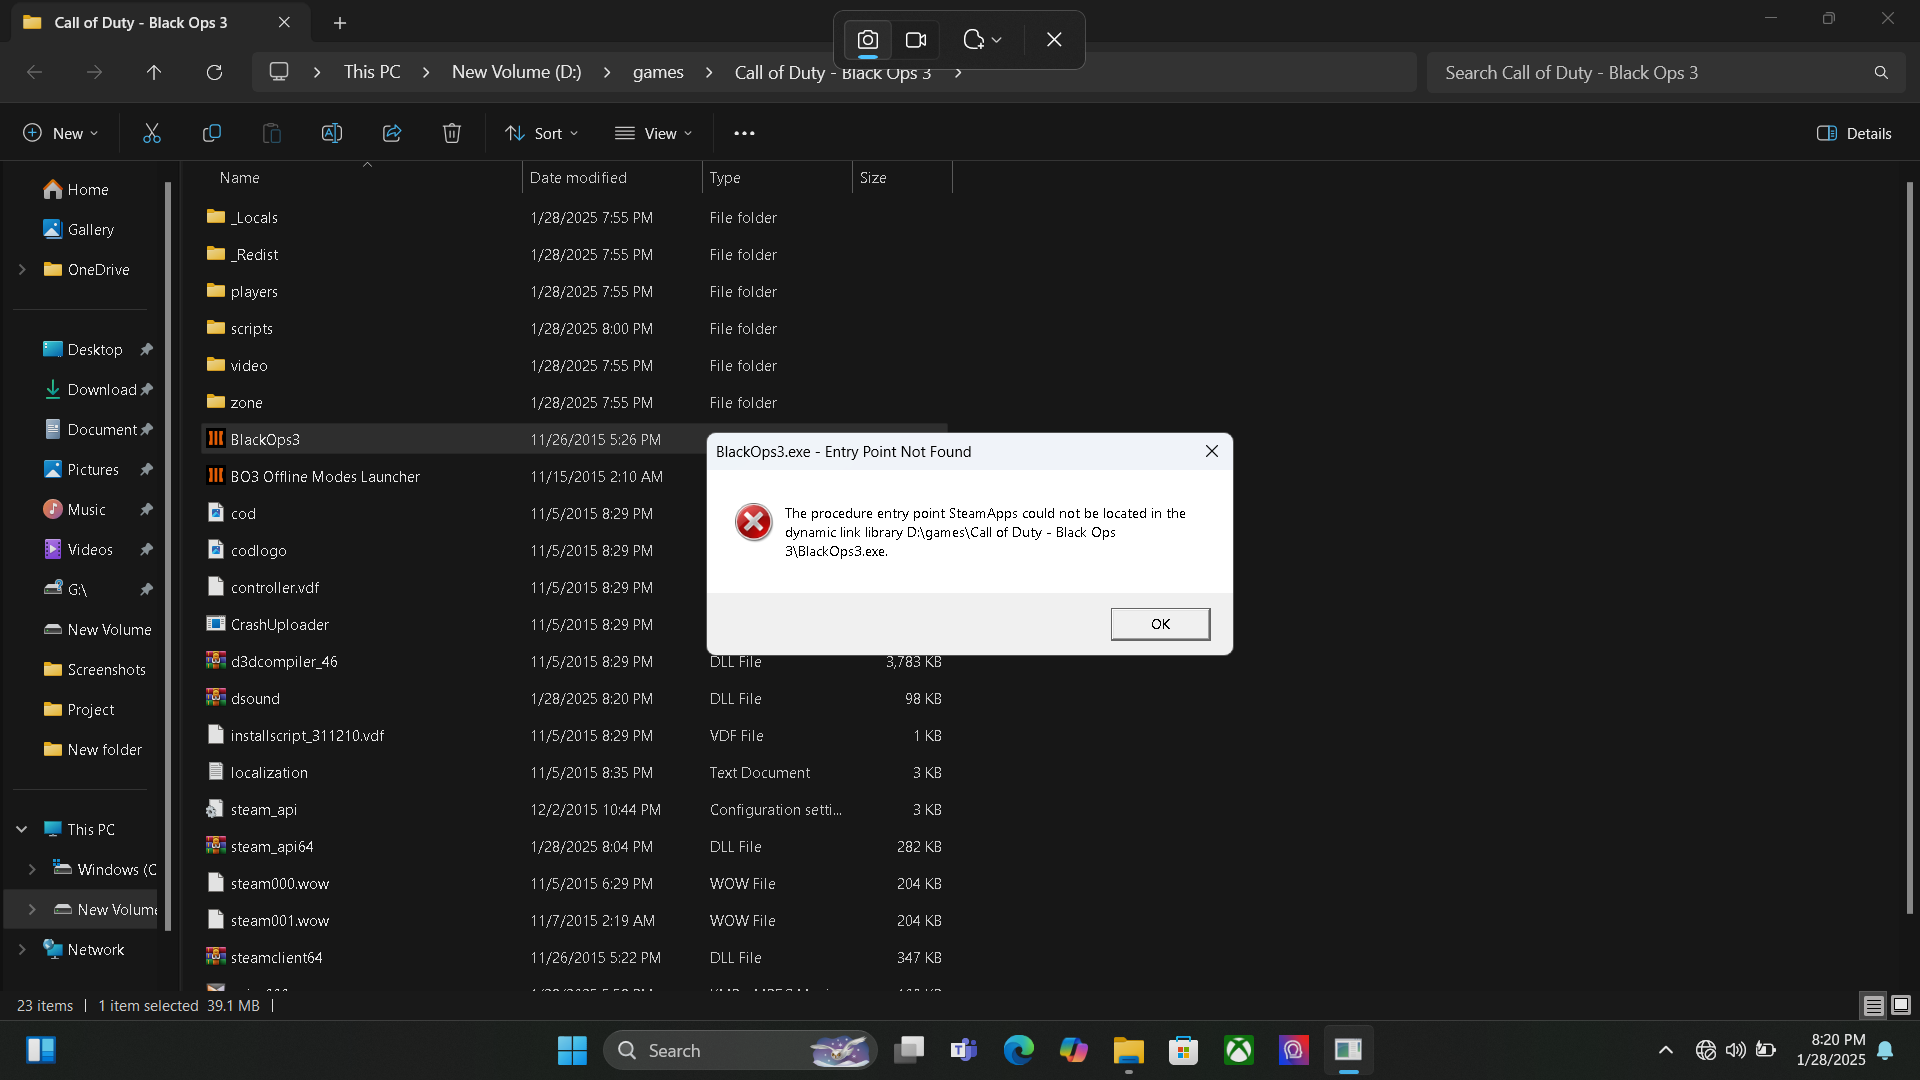 Call of Duty - Black Ops 3
This PC
New Volume (D:)
games
Call of Duty - Black Ops 3
Search Call of Duty - Black Ops 3
New
Sort
View
Details
Name
Date modified
Type
Size
Home
Gallery
OneDrive
Desktop
Download
Document
Pictures
Music
Videos
G:\
New Volume
Screenshots
Project
New folder
This PC
Windows (C
New Volume
Network
_Locals 1/28/2025 7:55 PM File folder
_Redist 1/28/2025 7:55 PM File folder
players 1/28/2025 7:55 PM File folder
scripts 1/28/2025 8:00 PM File folder
video 1/28/2025 7:55 PM File folder
zone 1/28/2025 7:55 PM File folder
BlackOps3 11/26/2015 5:26 PM
BO3 Offline Modes Launcher 11/15/2015 2:10 AM
cod 11/5/2015 8:29 PM
codlogo 11/5/2015 8:29 PM
controller.vdf 11/5/2015 8:29 PM
CrashUploader 11/5/2015 8:29 PM
d3dcompiler_46 11/5/2015 8:29 PM DLL File 3,783 KB
dsound 1/28/2025 8:20 PM DLL File 98 KB
installscript_311210.vdf 11/5/2015 8:29 PM VDF File 1 KB
localization 11/5/2015 8:35 PM Text Document 3 KB
steam_api 12/2/2015 10:44 PM Configuration setti... 3 KB
steam_api64 1/28/2025 8:04 PM DLL File 282 KB
steam000.wow 11/5/2015 6:29 PM WOW File 204 KB
steam001.wow 11/7/2015 2:19 AM WOW File 204 KB
steamclient64 11/26/2015 5:22 PM DLL File 347 KB
BlackOps3.exe - Entry Point Not Found
The procedure entry point SteamApps could not be located in the
dynamic link library D:\games\Call of Duty - Black Ops
3\BlackOps3.exe.
OK
23 items
1 item selected 39.1 MB
Search
8:20 PM
1/28/2025